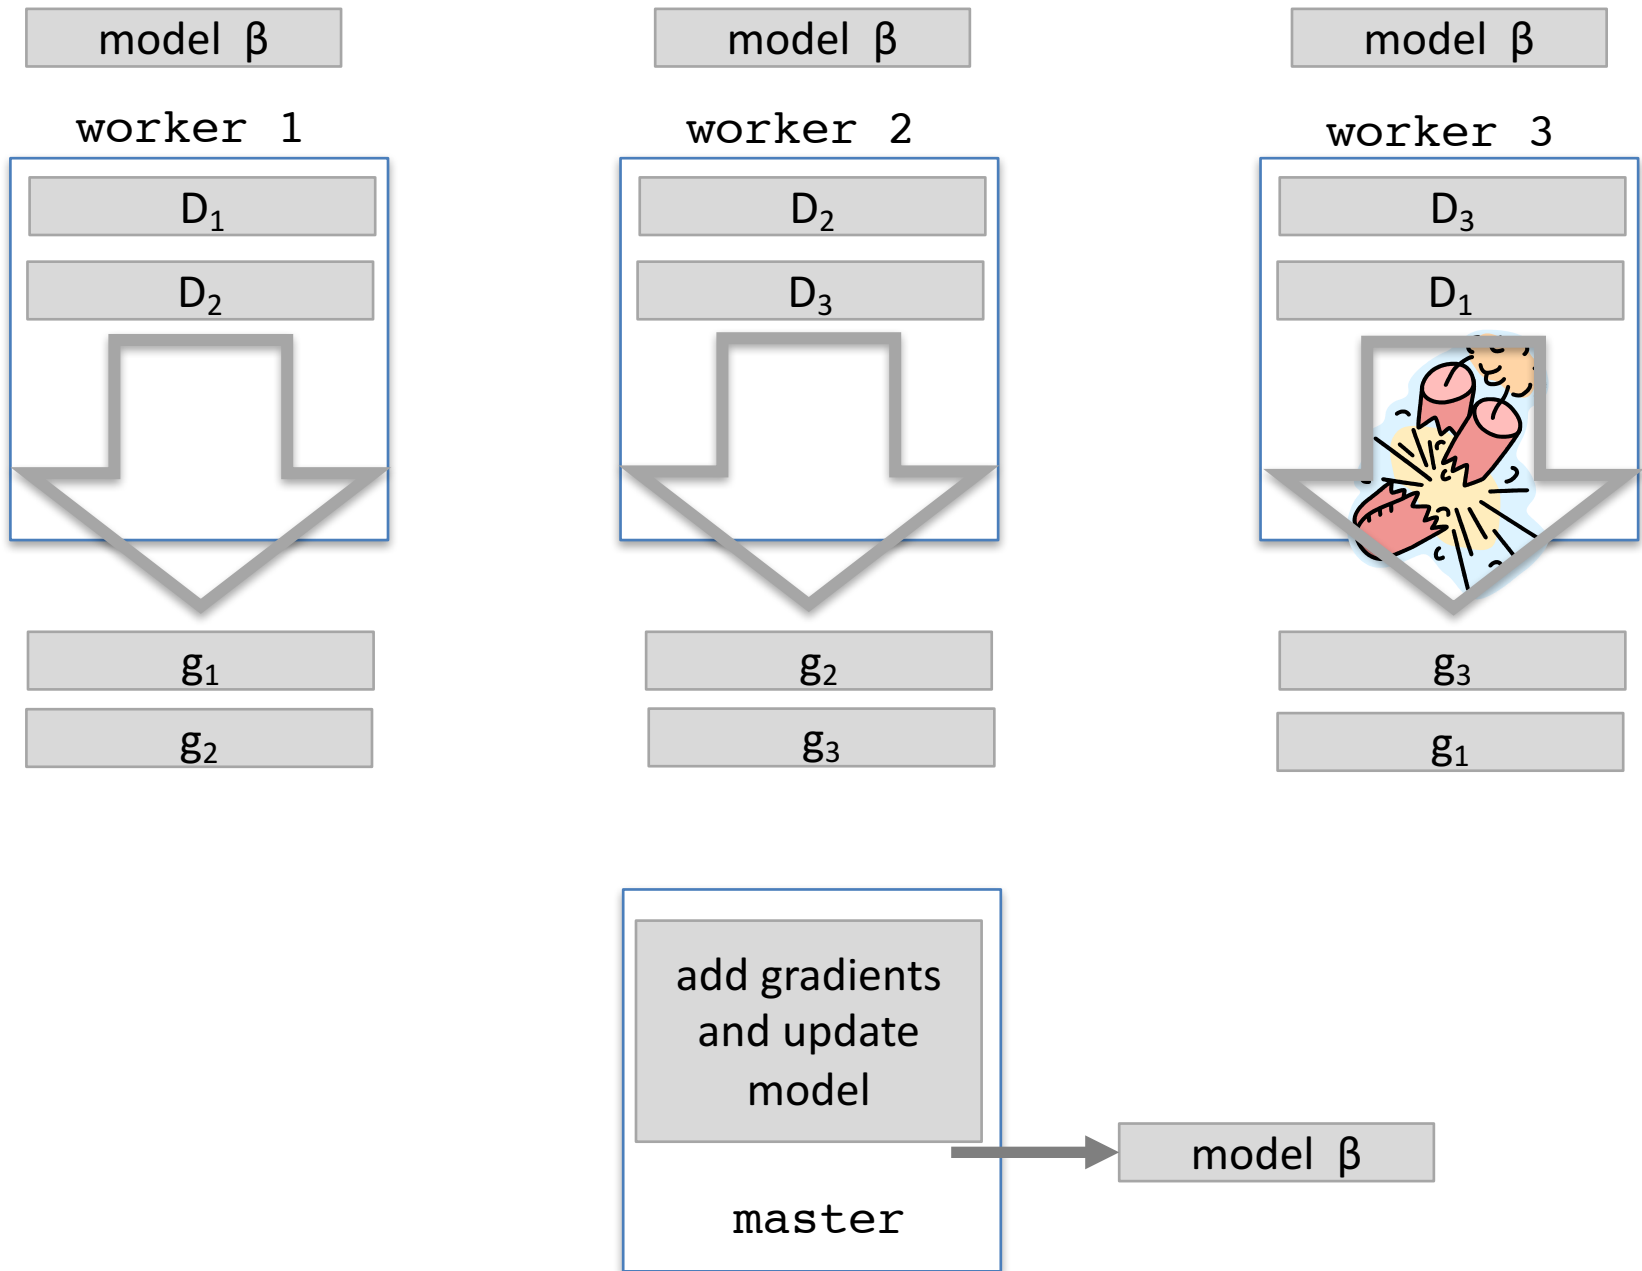 model β
model β
model β
worker 1
worker 2
worker 3
D₁
D₂
D₃
D₂
D₃
D₁
g₁
g₂
g₃
g₂
g₃
g₁
add gradients
and update
model
model β
master